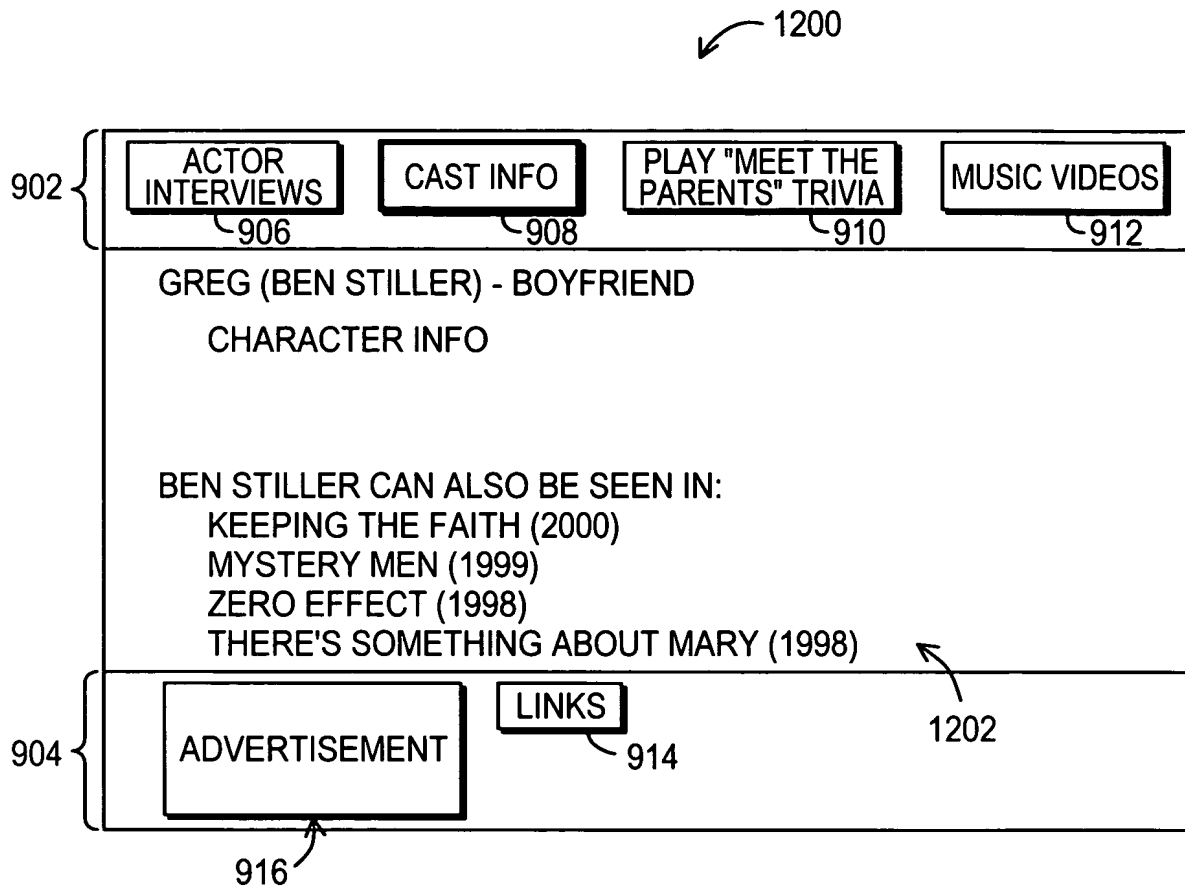 1200
902
ACTOR
INTERVIEWS
906
CAST INFO
908
PLAY "MEET THE
PARENTS" TRIVIA
910
MUSIC VIDEOS
912
GREG (BEN STILLER) - BOYFRIEND
CHARACTER INFO
BEN STILLER CAN ALSO BE SEEN IN:
KEEPING THE FAITH (2000)
MYSTERY MEN (1999)
ZERO EFFECT (1998)
THERE'S SOMETHING ABOUT MARY (1998)
1202
904
ADVERTISEMENT
916
LINKS
914